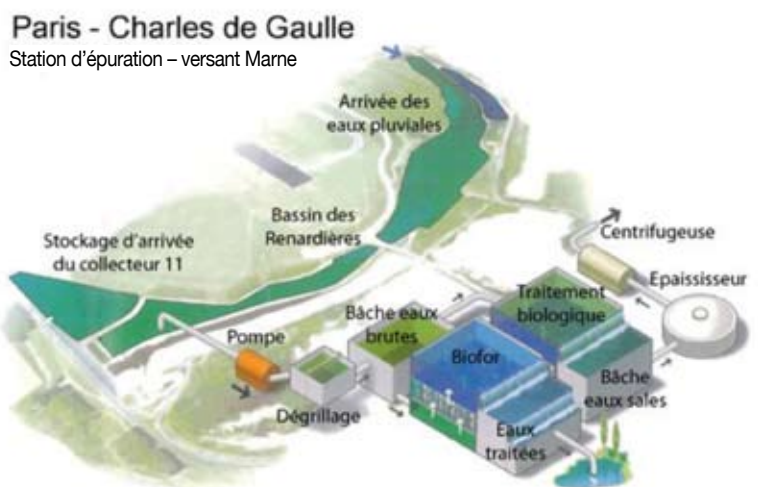 Paris - Charles de Gaulle
Station d'épuration – versant Marne
Arrivée des
eaux pluviales
Bassin des
Renardières
Stockage d'arrivée
du collecteur 11
Centrifugeuse
Epaississeur
Traitement
biologique
Bâche eaux
brutes
Pompe
Biofor
Dégrillage
Bâche
eaux sales
Eaux
traitées